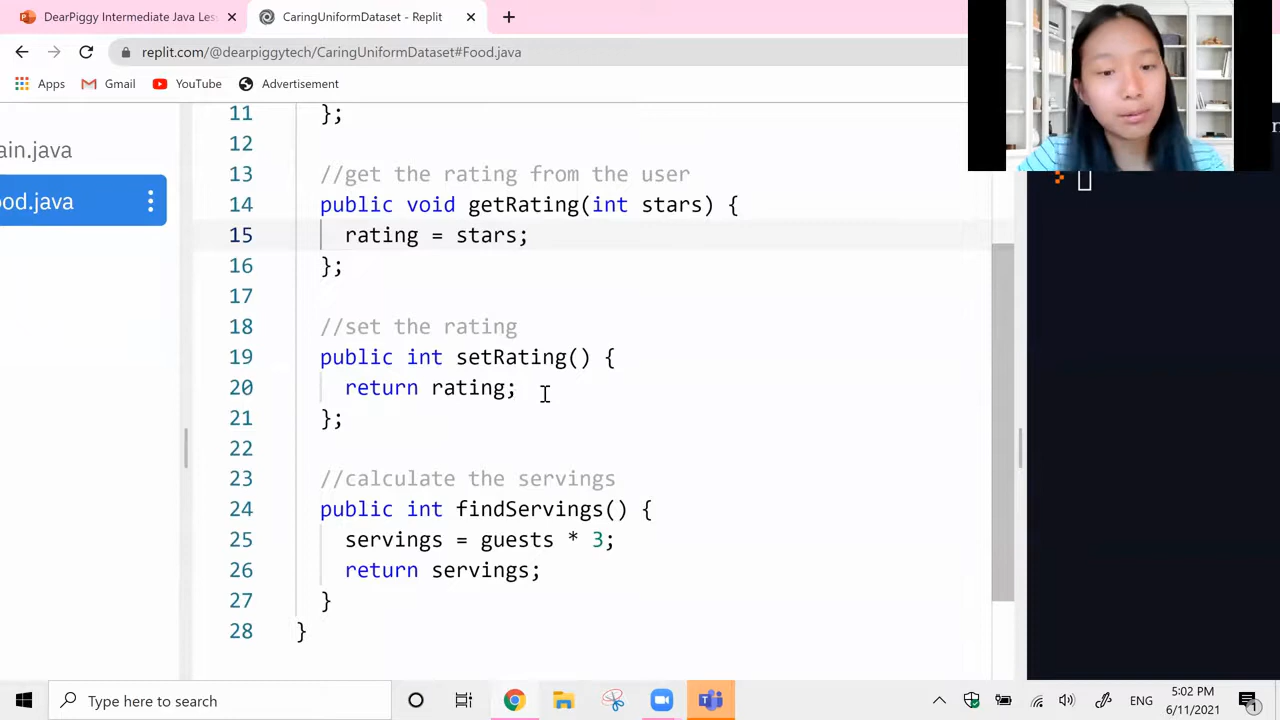 DearPiggy Intermediate Java Les
CaringUniformDataset - Replit
replit.com/@dearpiggytech/CaringUniformDataset#Food.java
Apps Gmail YouTube Advertisement
ain.java
ood.java
11 };
12
13 //get the rating from the user
14 public void getRating(int stars) {
15 rating = stars;
16 };
17
18 //set the rating
19 public int setRating() {
20 return rating;
21 };
22
23 //calculate the servings
24 public int findServings() {
25 servings = guests * 3;
26 return servings;
27 }
28 }
Type here to search
ENG
5:02 PM
6/11/2021
1